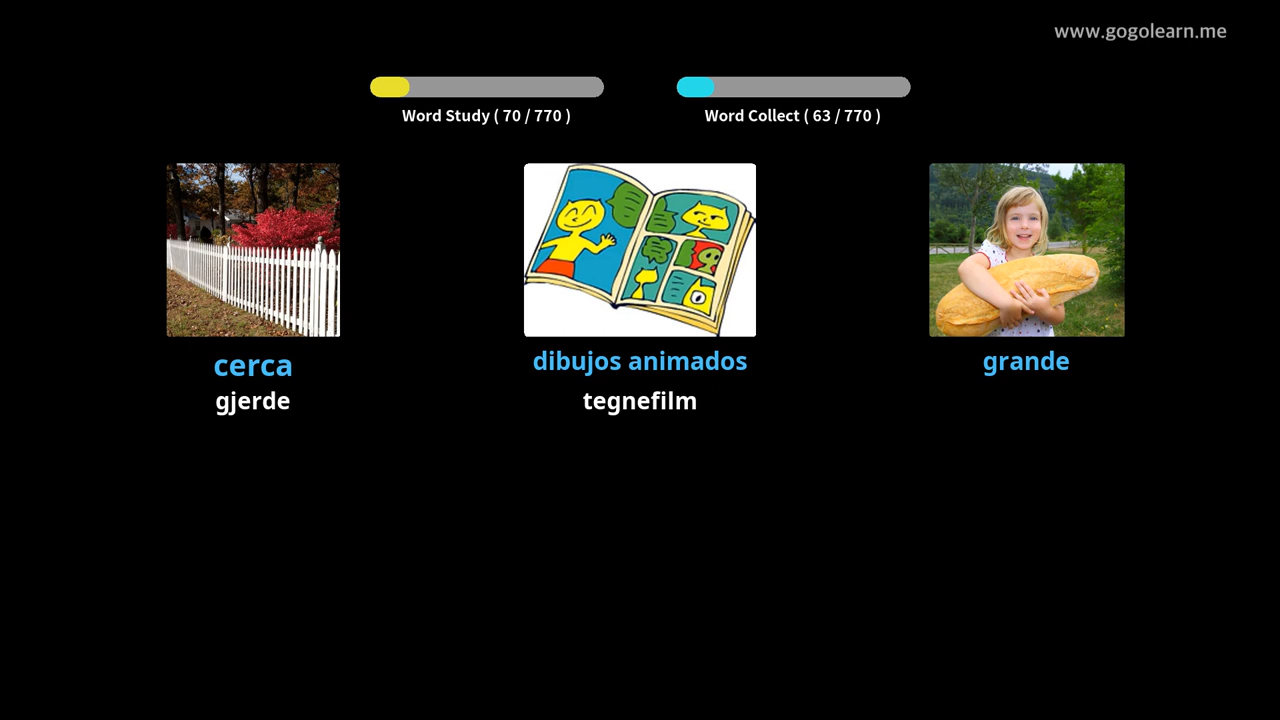 www.gogolearn.me
Word Study ( 70 / 770 )
Word Collect ( 63 / 770 )
cerca
gjerde
dibujos animados
tegnefilm
grande